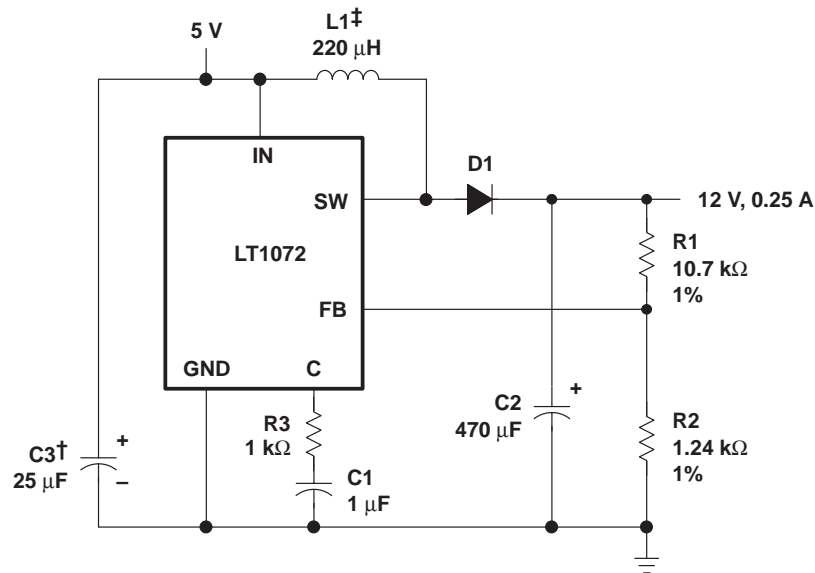 L1‡
220 μH
5 V
IN
D1
SW
12 V, 0.25 A
LT1072
R1
10.7 kΩ
1%
FB
GND
C
R3
1 kΩ
C2
470 μF
+
R2
1.24 kΩ
1%
C3†
25 μF
+
–
C1
1 μF